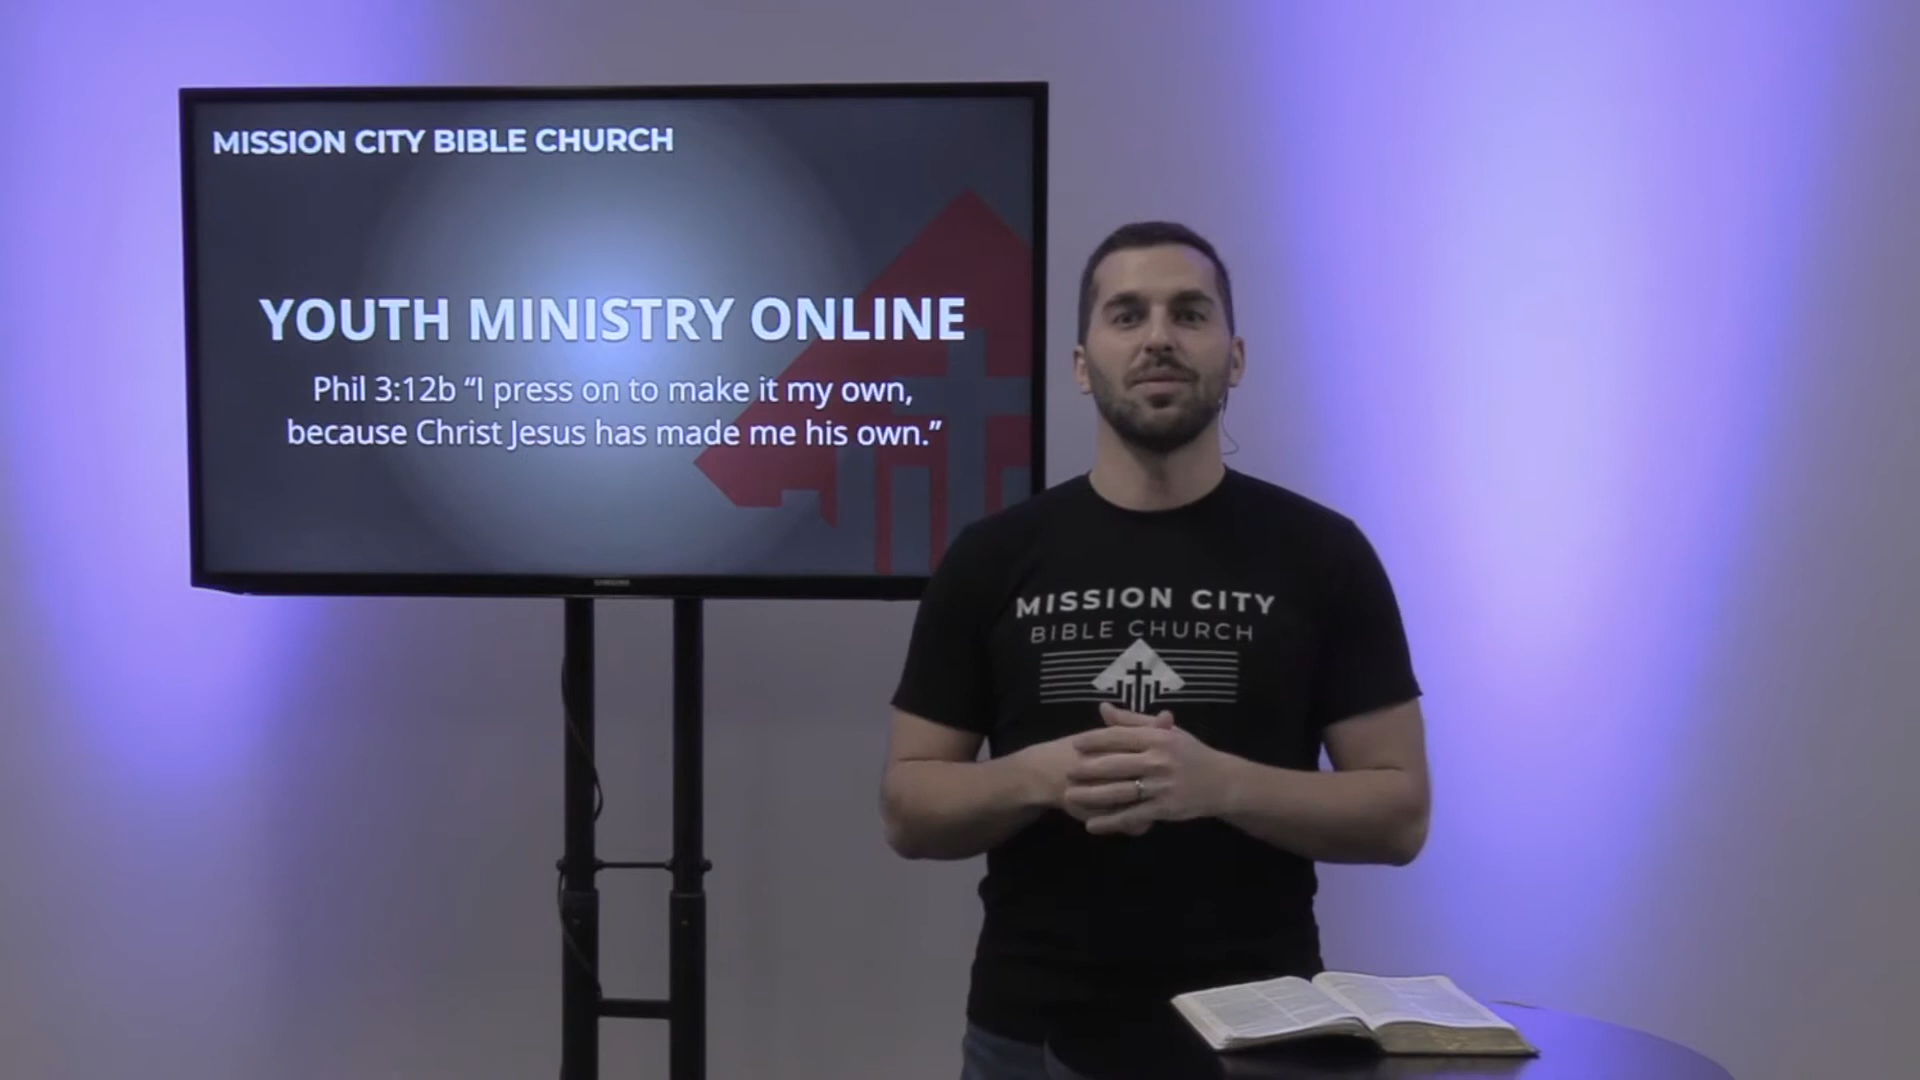 MISSION CITY BIBLE CHURCH
YOUTH MINISTRY ONLINE
Phil 3:12b “I press on to make it my own,
because Christ Jesus has made me his own.”
SAMSUNG
MISSION CITY
BIBLE CHURCH